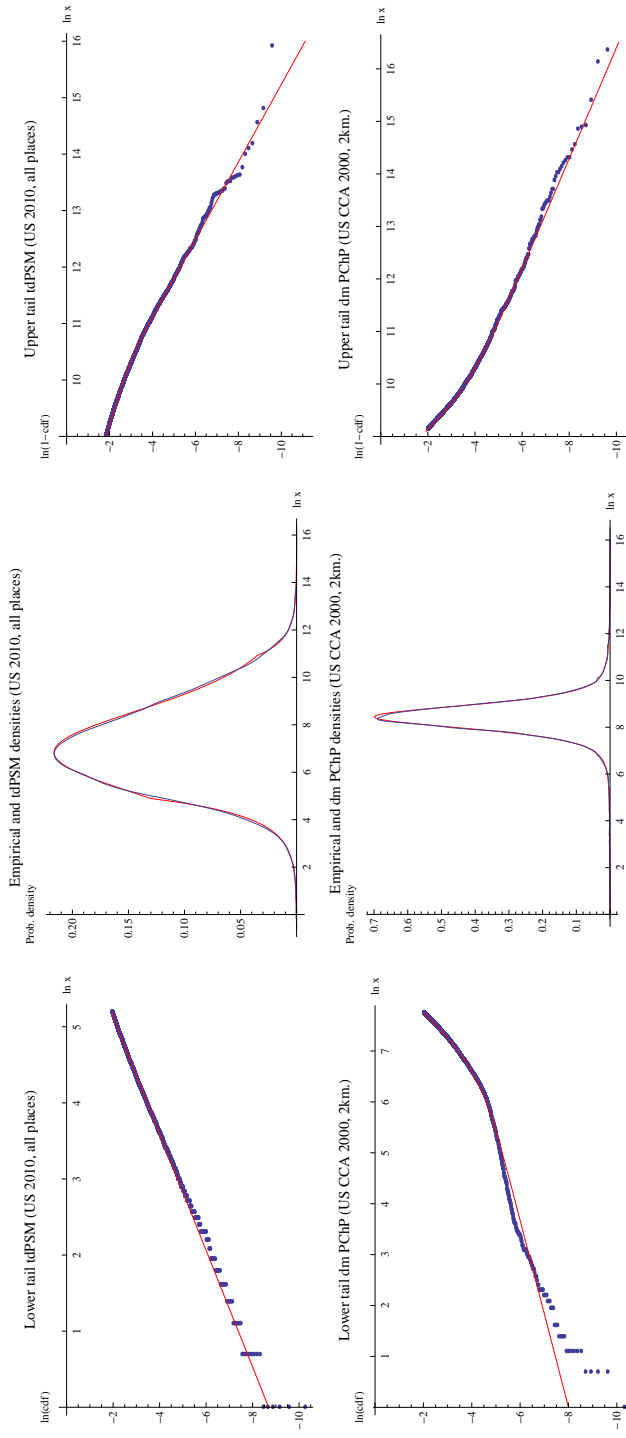 Lower tail tdPSM (US 2010, all places)
ln(cdf)
1 2 3 4 5 ln x
−2
−4
−6
−8
−10
Empirical and tdPSM densities (US 2010, all places)
Prob. density
0.20
0.15
0.10
0.05
2 4 6 8 10 12 14 16 ln x
Upper tail tdPSM (US 2010, all places)
ln(1−cdf)
10 11 12 13 14 15 16 ln x
−2
−4
−6
−8
−10
Lower tail dm PChP (US CCA 2000, 2km.)
ln(cdf)
1 2 3 4 5 6 7 ln x
−2
−4
−6
−8
−10
Empirical and dm PChP densities (US CCA 2000, 2km.)
Prob. density
0.7
0.6
0.5
0.4
0.3
0.2
0.1
2 4 6 8 10 12 14 16 ln x
Upper tail dm PChP (US CCA 2000, 2km.)
ln(1−cdf)
10 11 12 13 14 15 16 ln x
−2
−4
−6
−8
−10